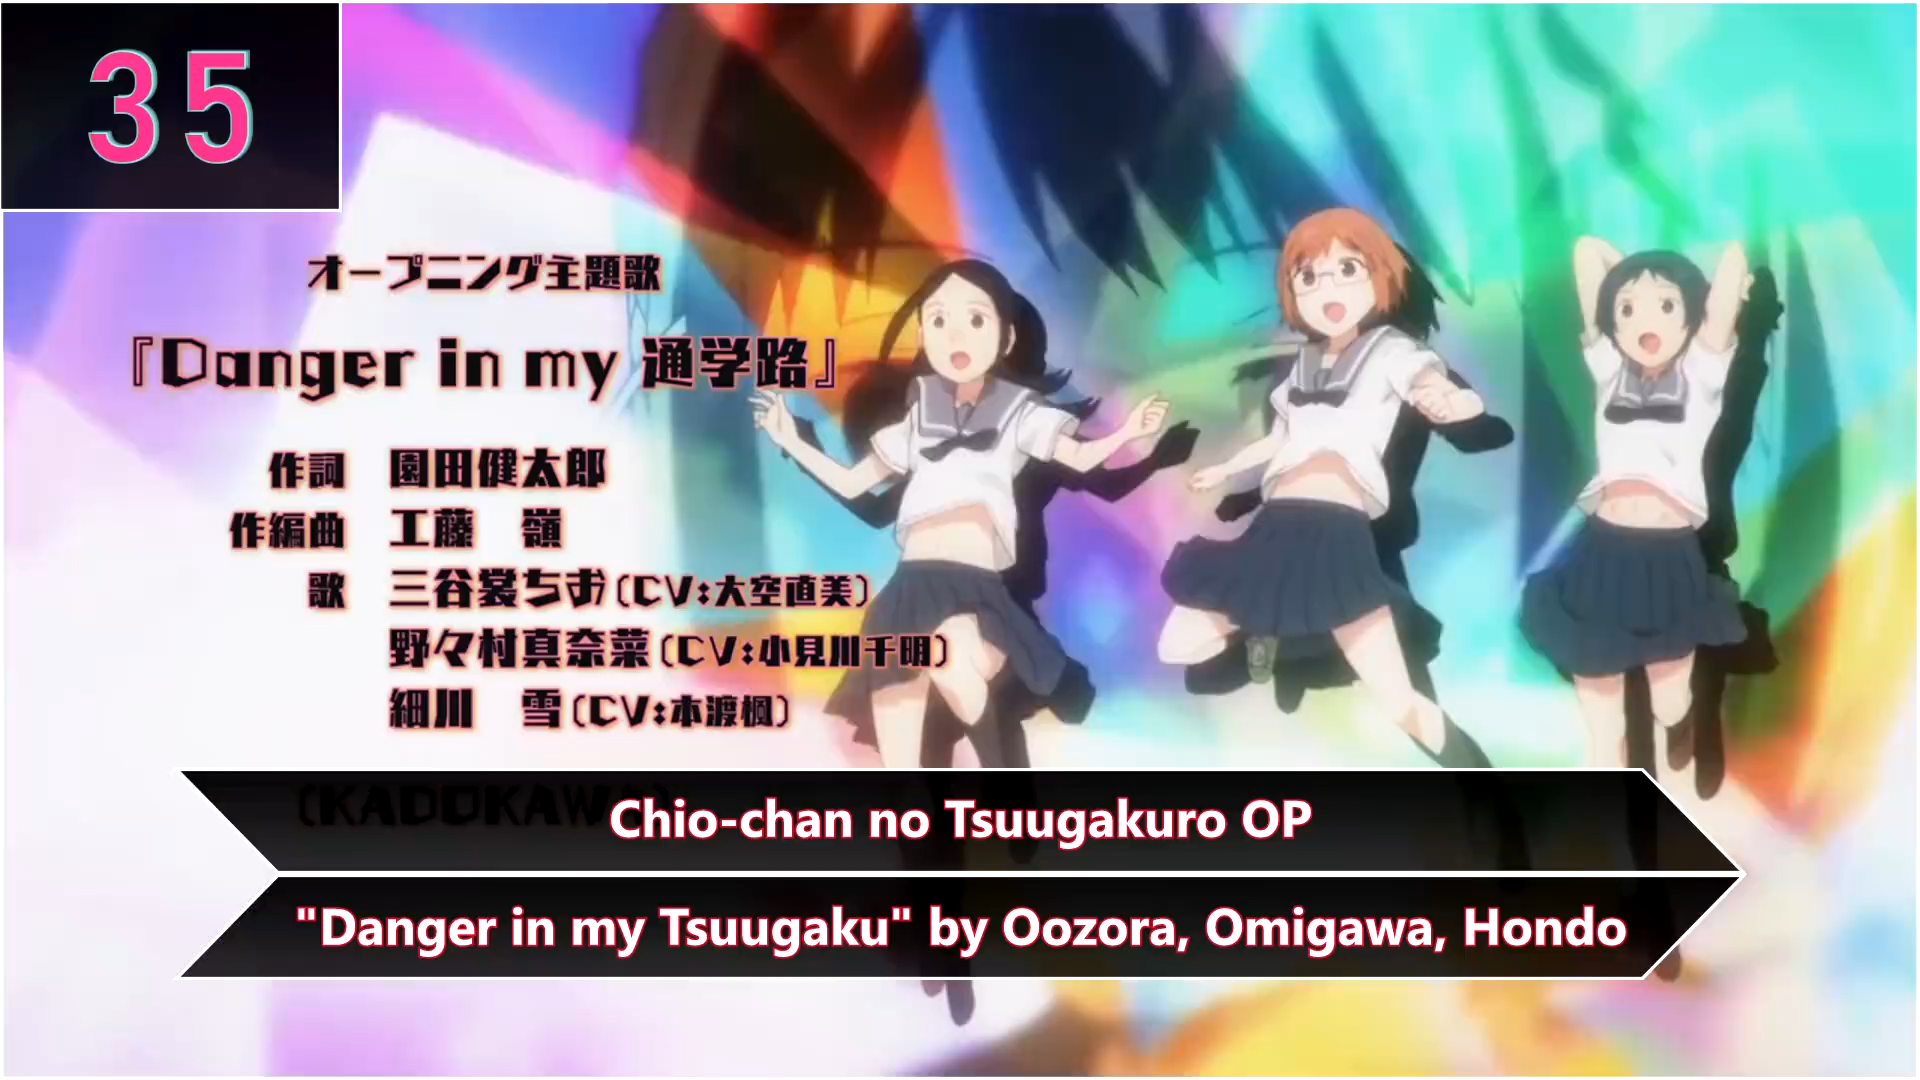 35
オープニング主題歌
『Danger in my 通学路』
作詞 園田健太郎
作編曲 工藤 嶺
歌 三谷裳ちお(CV:大空直美)
野々村真奈菜(CV:小見川千明)
細川 雪(CV:本渡楓)
(KADOKAWA)
Chio-chan no Tsuugakuro OP
"Danger in my Tsuugaku" by Oozora, Omigawa, Hondo